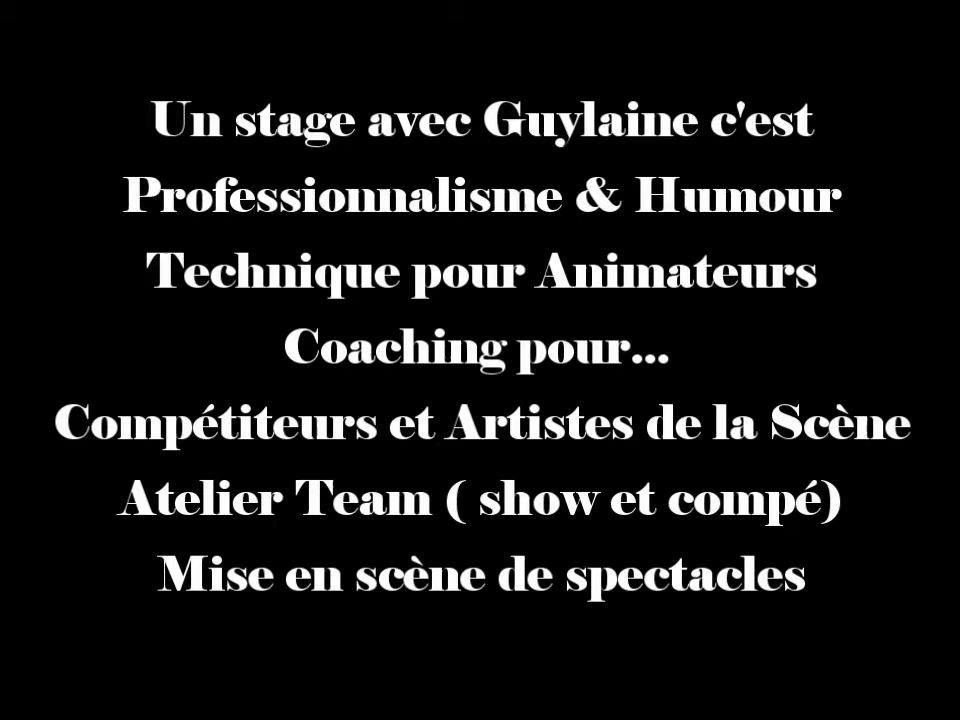 Un stage avec Guylaine c'est
Professionnalisme & Humour
Technique pour Animateurs
Coaching pour...
Compétiteurs et Artistes de la Scène
Atelier Team ( show et compé)
Mise en scène de spectacles